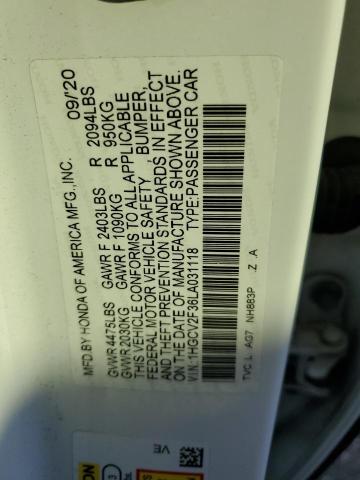 MFD.BY HONDA OF AMERICA MFG.,INC. 09/'20
GVWR 4475LBS GAWR F 2403LBS R 2094LBS
GVWR 2030KG GAWR F 1090KG R 950KG
THIS VEHICLE CONFORMS TO ALL APPLICABLE
FEDERAL MOTOR VEHICLE SAFETY, BUMPER,
AND THEFT PREVENTION STANDARDS IN EFFECT
ON THE DATE OF MANUFACTURE SHOWN ABOVE.
V.I.N.:1HGCV2F36LA031118 TYPE:PASSENGER CAR
TVC L AG7 NH883P .Z .A